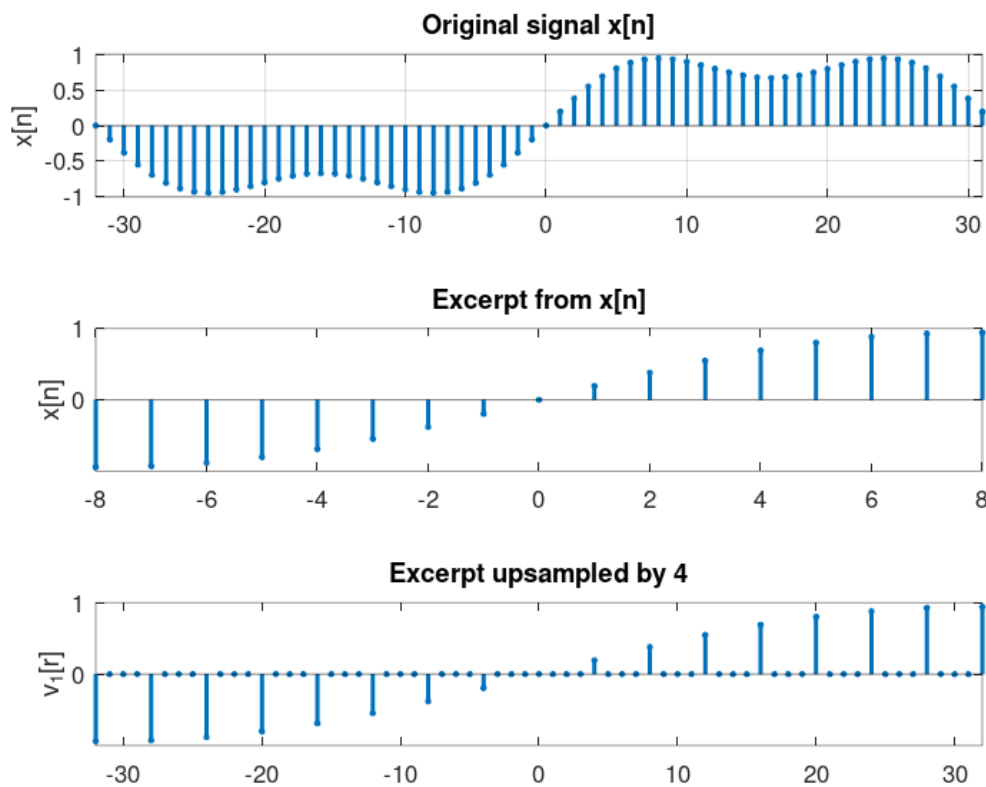 Original signal x[n]
1
0.5
0
-0.5
-1
x[n]
-30 -20 -10 0 10 20 30
Excerpt from x[n]
1
0
x[n]
-8 -6 -4 -2 0 2 4 6 8
Excerpt upsampled by 4
1
0
v₁[r]
-30 -20 -10 0 10 20 30